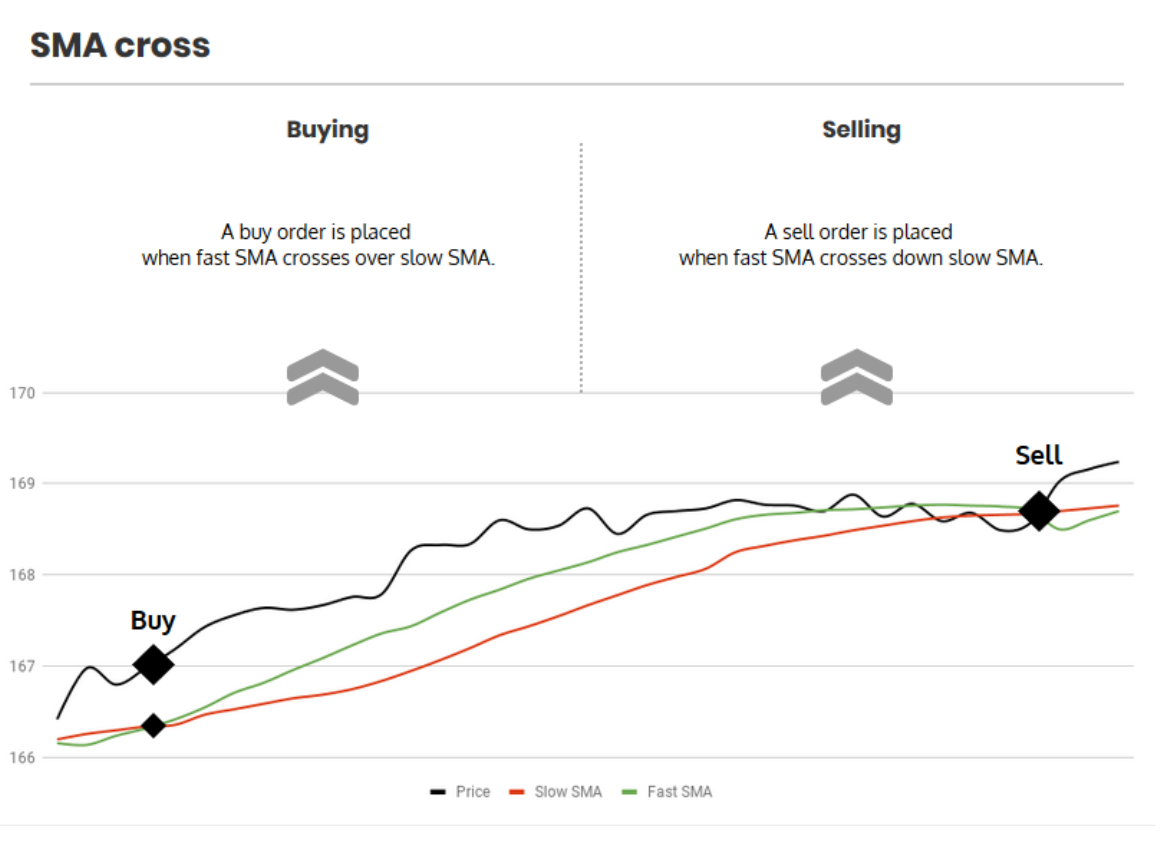 SMA cross
Buying
Selling
A buy order is placed
when fast SMA crosses over slow SMA.
A sell order is placed
when fast SMA crosses down slow SMA.
170
169
168
167
166
Buy
Sell
Price
Slow SMA
Fast SMA